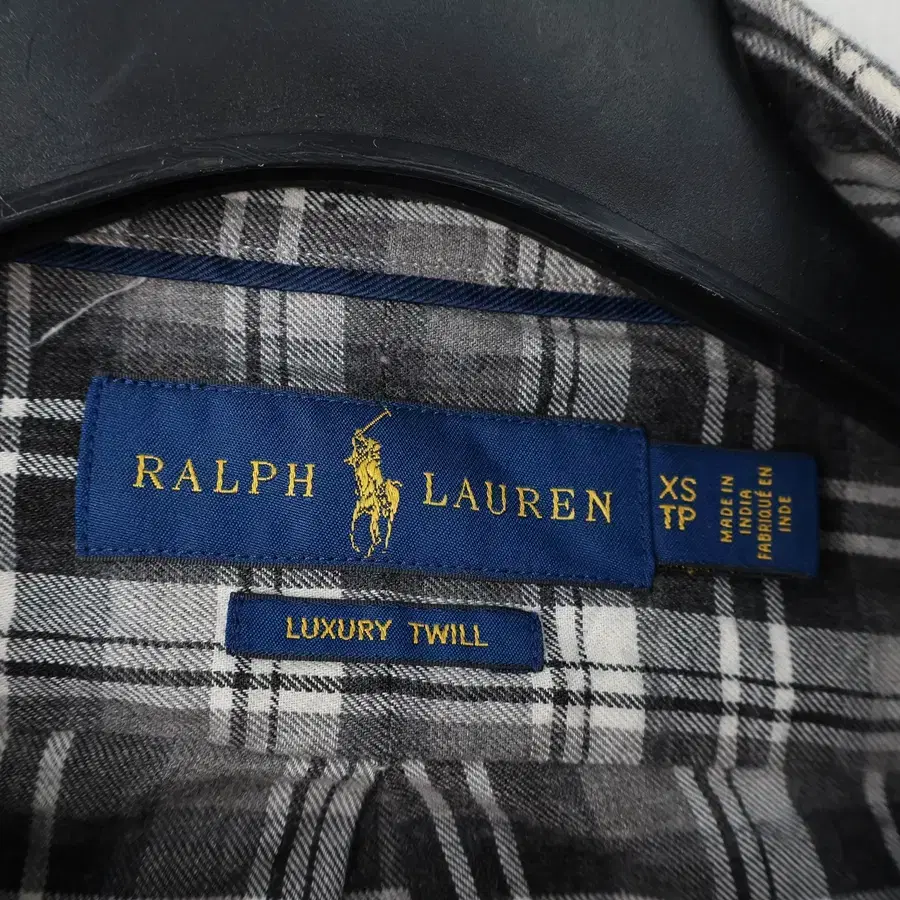 RALPH LAUREN
XS
TP
MADE IN
INDIA
FABRIQUÉ EN
INDE
LUXURY TWILL